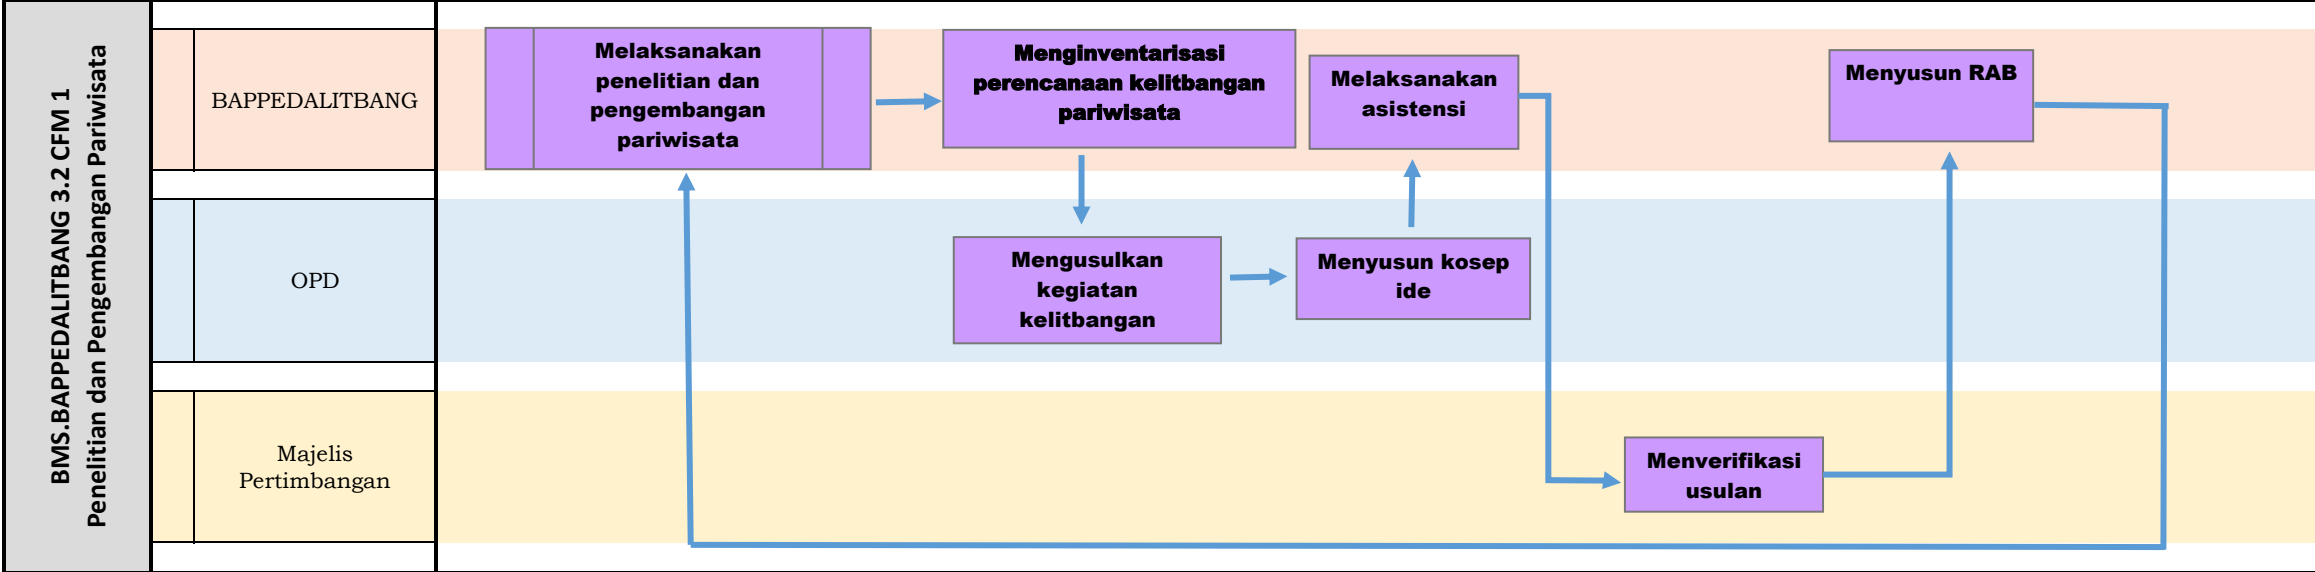 BMS.BAPPEDALITBANG 3.2 CFM 1
Penelitian dan Pengembangan Pariwisata
BAPPEDALITBANG
Melaksanakan
penelitian dan
pengembangan
pariwisata
Menginventarisasi
perencanaan kelitbangan
pariwisata
Melaksanakan
asistensi
Menyusun RAB
OPD
Mengusulkan
kegiatan
kelitbangan
Menyusun kosep
ide
Majelis
Pertimbangan
Menverifikasi
usulan